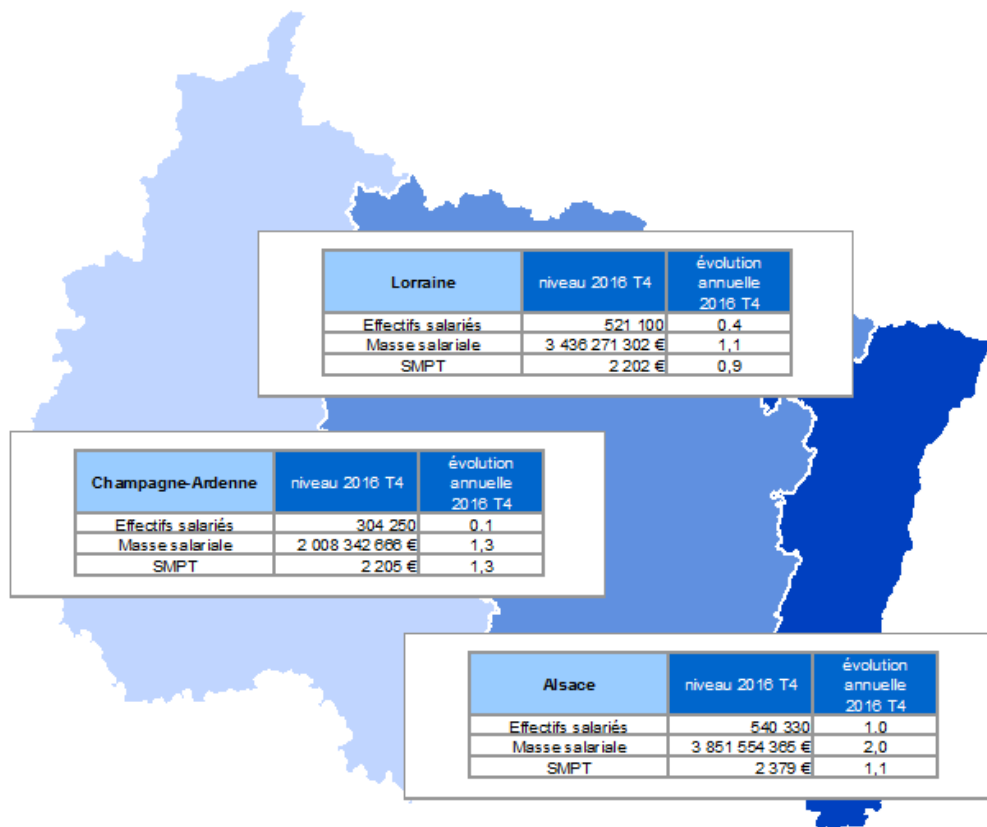 Lorraine niveau 2016 T4 évolution annuelle 2016 T4
Effectifs salariés 521 100 0.4
Masse salariale 3 436 271 302 € 1,1
SMPT 2 202 € 0,9
Champagne-Ardenne niveau 2016 T4 évolution annuelle 2016 T4
Effectifs salariés 304 250 0.1
Masse salariale 2 008 342 666 € 1,3
SMPT 2 205 € 1,3
Alsace niveau 2016 T4 évolution annuelle 2016 T4
Effectifs salariés 540 330 1.0
Masse salariale 3 851 554 365 € 2,0
SMPT 2 379 € 1,1